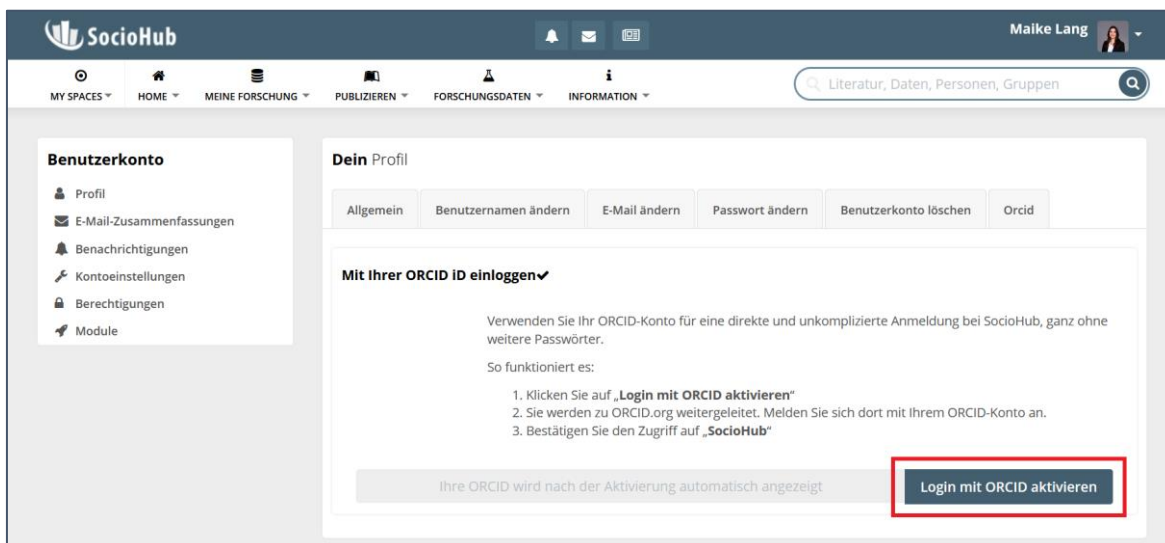 SocioHub
Maike Lang
MY SPACES
HOME
MEINE FORSCHUNG
PUBLIZIEREN
FORSCHUNGSDATEN
INFORMATION
Literatur, Daten, Personen, Gruppen
Benutzerkonto
Profil
E-Mail-Zusammenfassungen
Benachrichtigungen
Kontoeinstellungen
Berechtigungen
Module
Dein Profil
Allgemein
Benutzernamen ändern
E-Mail ändern
Passwort ändern
Benutzerkonto löschen
Orcid
Mit Ihrer ORCID iD einloggen✔
Verwenden Sie Ihr ORCID-Konto für eine direkte und unkomplizierte Anmeldung bei SocioHub, ganz ohne
weitere Passwörter.
So funktioniert es:
1. Klicken Sie auf „Login mit ORCID aktivieren“
2. Sie werden zu ORCID.org weitergeleitet. Melden Sie sich dort mit Ihrem ORCID-Konto an.
3. Bestätigen Sie den Zugriff auf „SocioHub“
Ihre ORCID wird nach der Aktivierung automatisch angezeigt
Login mit ORCID aktivieren